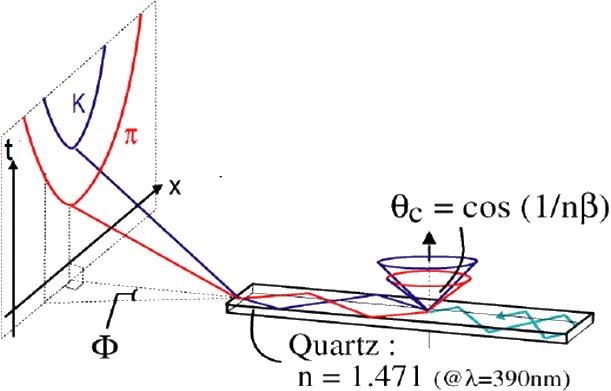 K
π
t
x
θc = cos (1/nβ)
Φ
Quartz :
n = 1.471 (@λ=390nm)